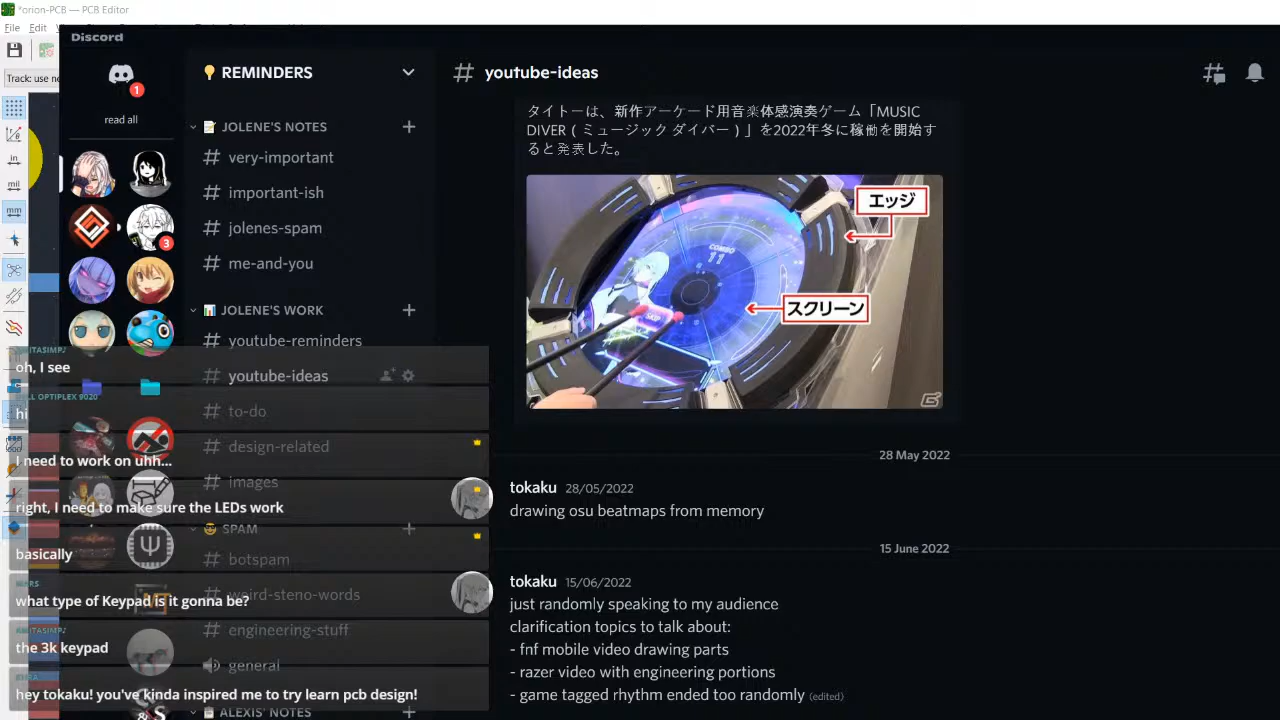 *orion-PCB — PCB Editor
File Edit
Track: use ne
in
mil
mm
Discord
1
read all
3
REMINDERS
JOLENE'S NOTES
very-important
important-ish
jolenes-spam
me-and-you
JOLENE'S WORK
youtube-reminders
youtube-ideas
to-do
design-related
images
SPAM
botspam
weird-steno-words
engineering-stuff
general
ALEXIS' NOTES
oh, I see
DELL OPTIPLEX 9020
hi
I need to work on uhh...
right, I need to make sure the LEDs work
basically
what type of Keypad is it gonna be?
the 3k keypad
hey tokaku! you've kinda inspired me to try learn pcb design!
# youtube-ideas
タイトーは、新作アーケード用音楽体感演奏ゲーム「MUSIC
DIVER ( ミュージック ダイバー ) 」を2022年冬に稼働を開始す
ると発表した。
エッジ
COMBO
11
スクリーン
28 May 2022
tokaku 28/05/2022
drawing osu beatmaps from memory
15 June 2022
tokaku 15/06/2022
just randomly speaking to my audience
clarification topics to talk about:
- fnf mobile video drawing parts
- razer video with engineering portions
- game tagged rhythm ended too randomly (edited)